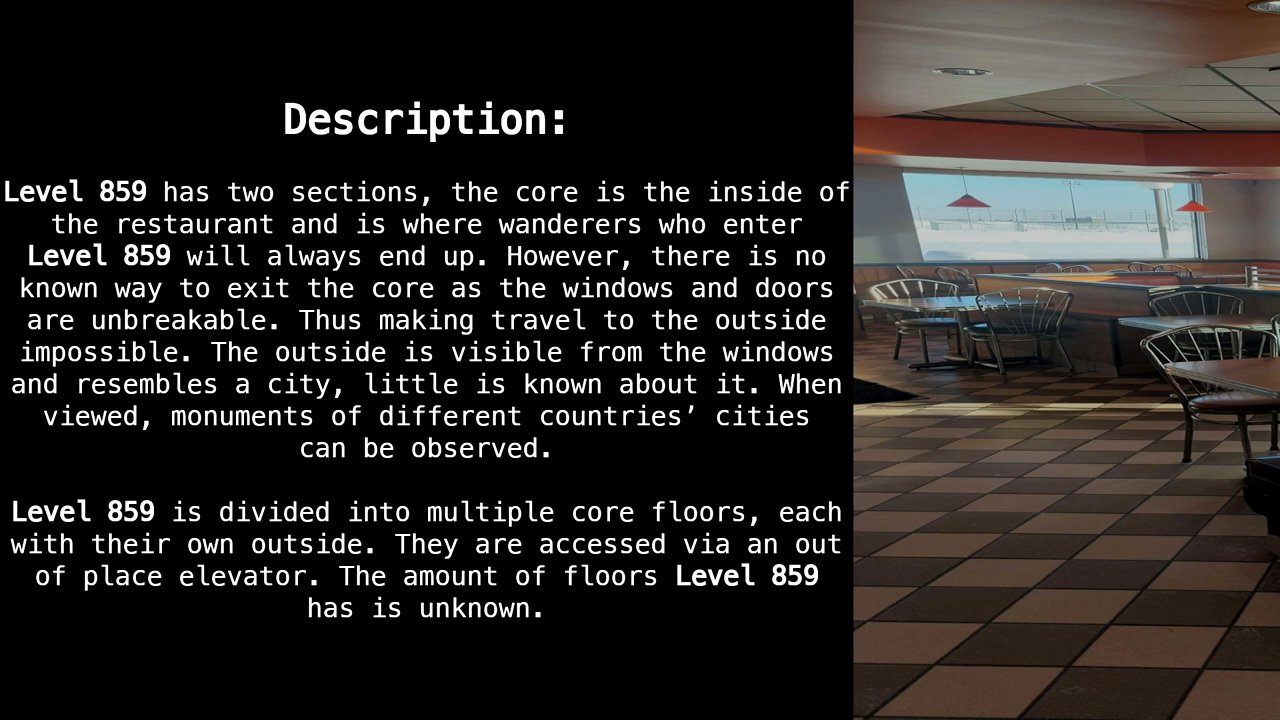 Description:
Level 859 has two sections, the core is the inside of
the restaurant and is where wanderers who enter
Level 859 will always end up. However, there is no
known way to exit the core as the windows and doors
are unbreakable. Thus making travel to the outside
impossible. The outside is visible from the windows
and resembles a city, little is known about it. When
viewed, monuments of different countries’ cities
can be observed.
Level 859 is divided into multiple core floors, each
with their own outside. They are accessed via an out
of place elevator. The amount of floors Level 859
has is unknown.